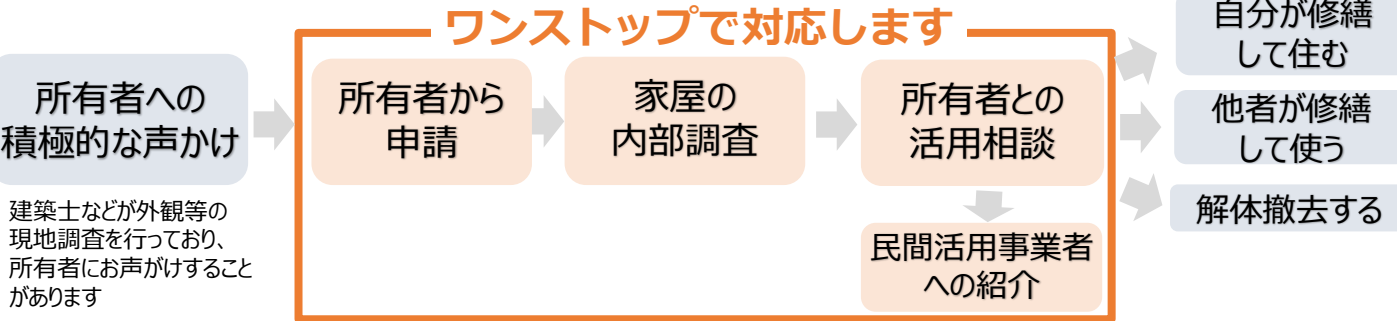 ワンストップで対応します
所有者への
積極的な声かけ
建築士などが外観等の
現地調査を行っており、
所有者にお声がけすること
があります
所有者から
申請
家屋の
内部調査
所有者との
活用相談
民間活用事業者
への紹介
自分が修繕
して住む
他者が修繕
して使う
解体撤去する